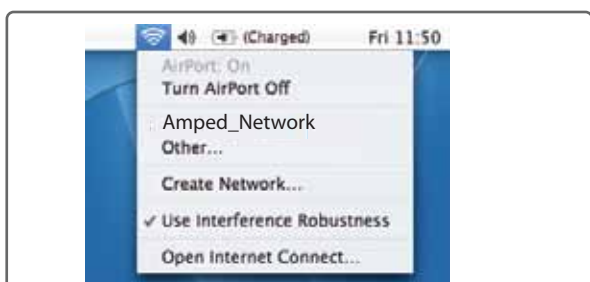 (Charged) Fri 11:50
AirPort: On
Turn AirPort Off
Amped_Network
Other...
Create Network...
✓ Use Interference Robustness
Open Internet Connect...